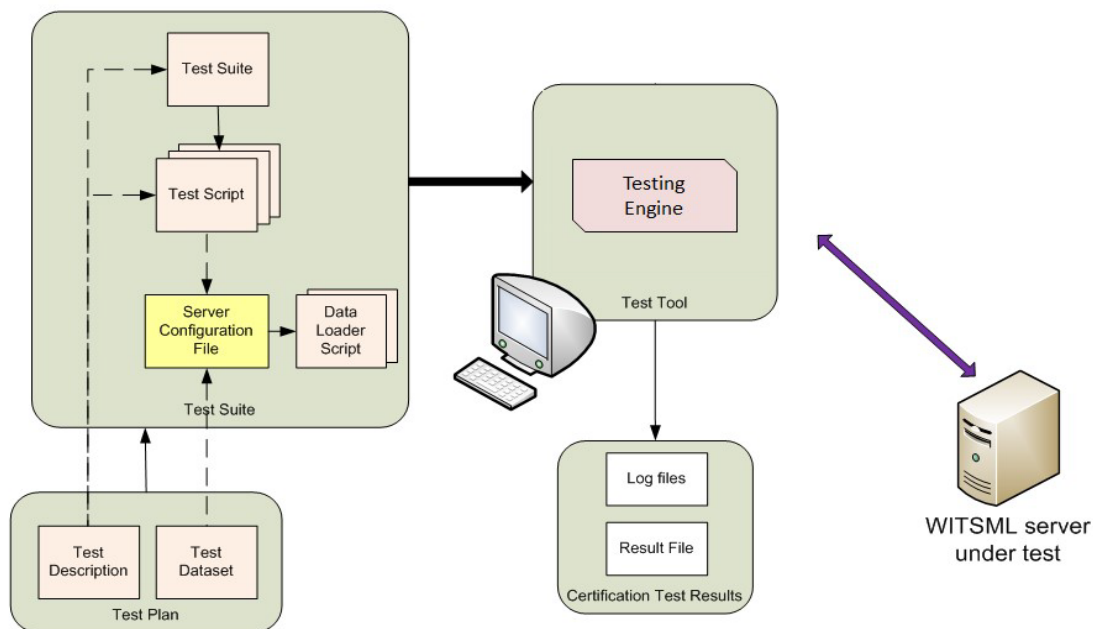 Test Suite
Test Script
Server
Configuration
File
Data
Loader
Script
Test Suite
Testing
Engine
Test Tool
Test
Description
Test
Dataset
Test Plan
Log files
Result File
Certification Test Results
WITSML server
under test